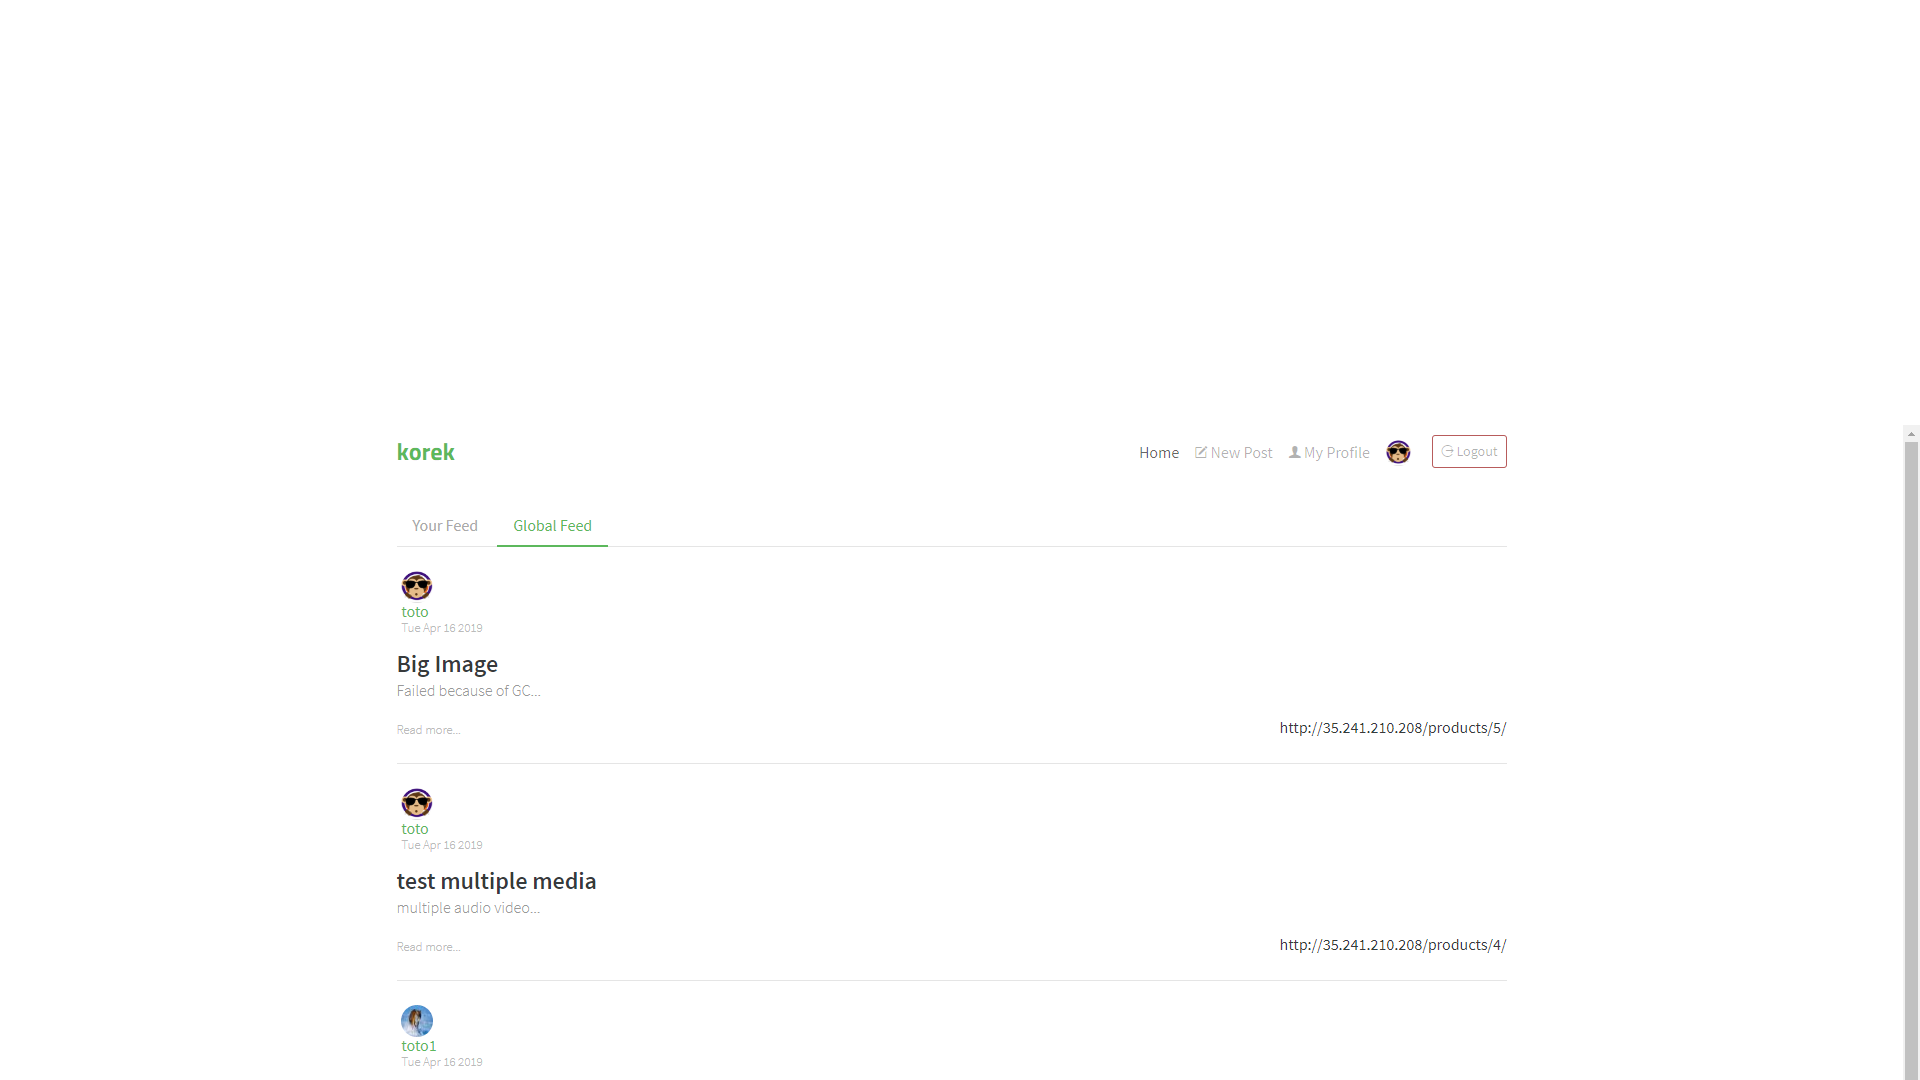 korek
Home New Post My Profile Logout
Your Feed Global Feed
toto
Tue Apr 16 2019
Big Image
Failed because of GC...
Read more... http://35.241.210.208/products/5/
toto
Tue Apr 16 2019
test multiple media
multiple audio video...
Read more... http://35.241.210.208/products/4/
toto1
Tue Apr 16 2019